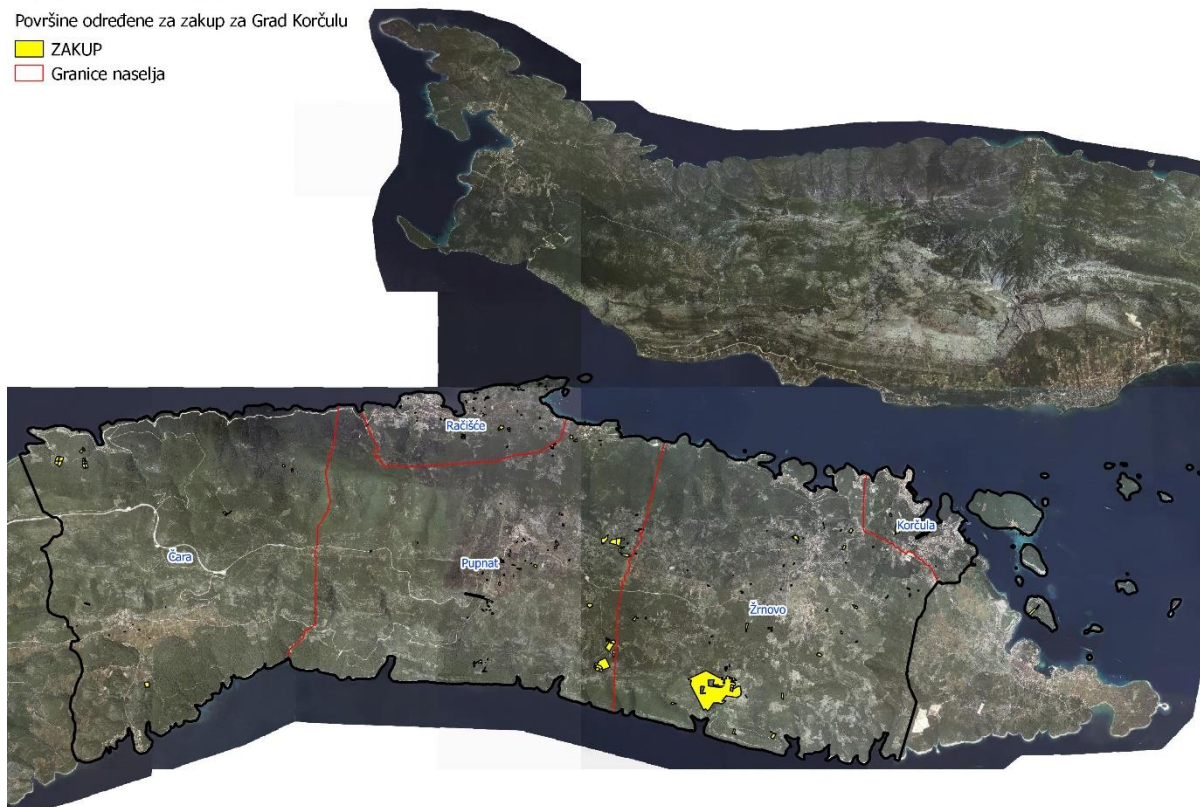 Površine određene za zakup za Grad Korčulu
ZAKUP
Granice naselja
Račišće
Korčula
Čara
Pupnat
Žrnovo